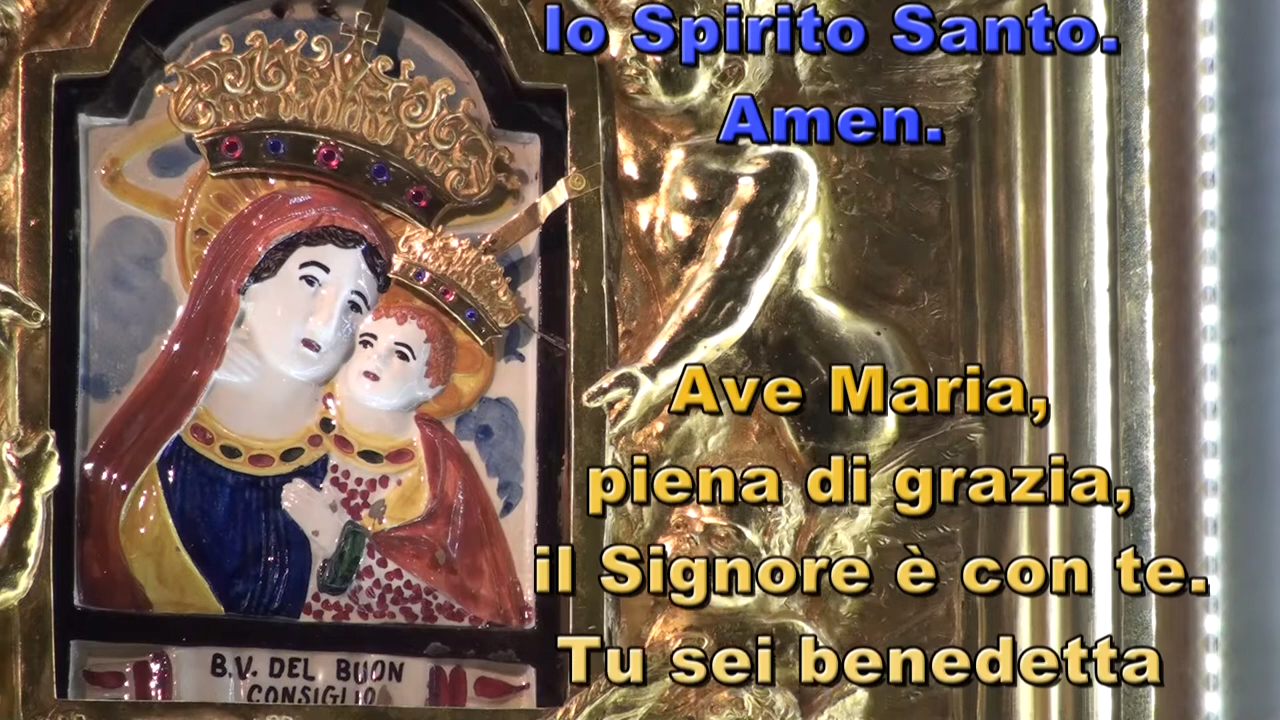 lo Spirito Santo.
Amen.
Ave Maria,
piena di grazia,
il Signore è con te.
Tu sei benedetta
B.V. DEL BUON
CONSIGLIO